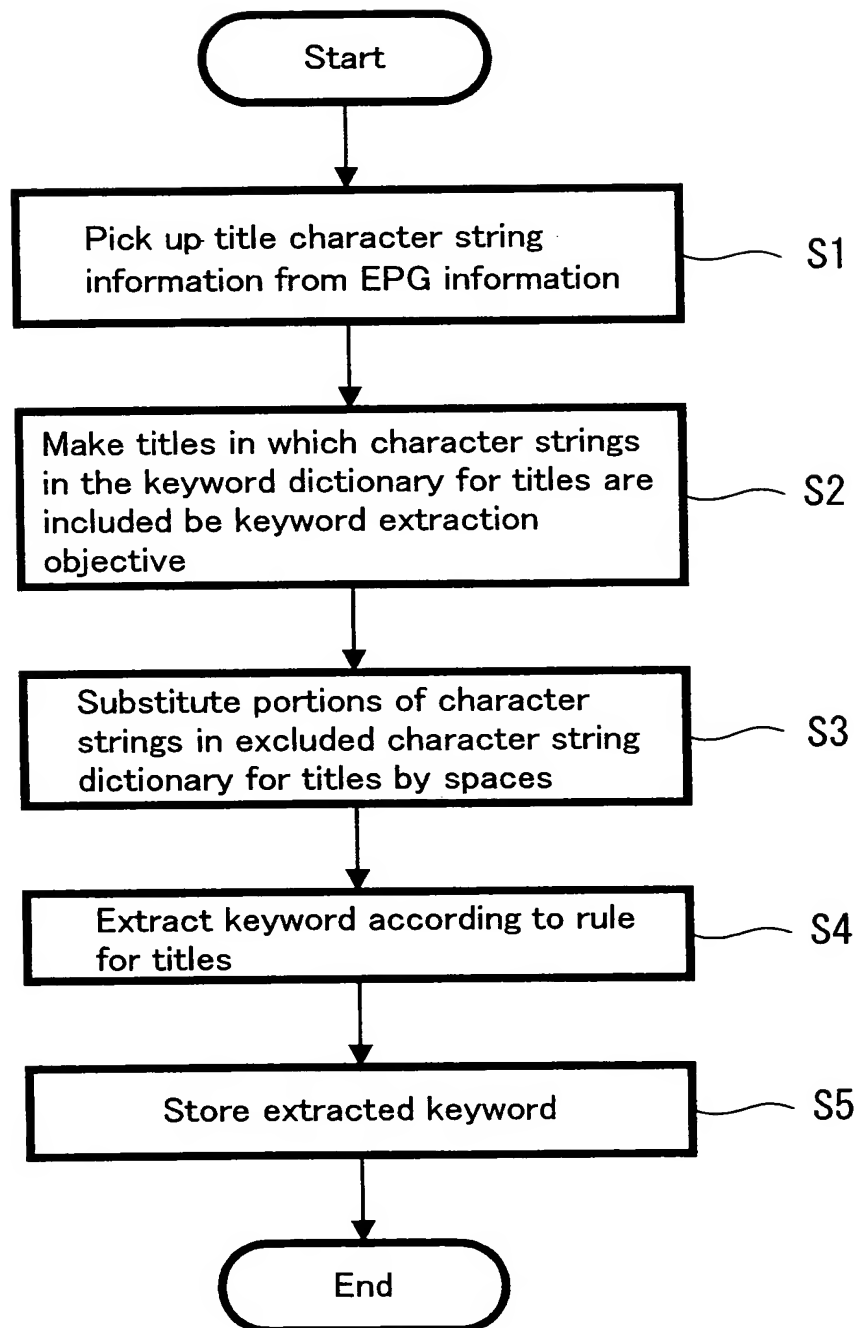 Start
Pick up title character string
information from EPG information
S1
Make titles in which character strings
in the keyword dictionary for titles are
included be keyword extraction
objective
S2
Substitute portions of character
strings in excluded character string
dictionary for titles by spaces
S3
Extract keyword according to rule
for titles
S4
Store extracted keyword
S5
End